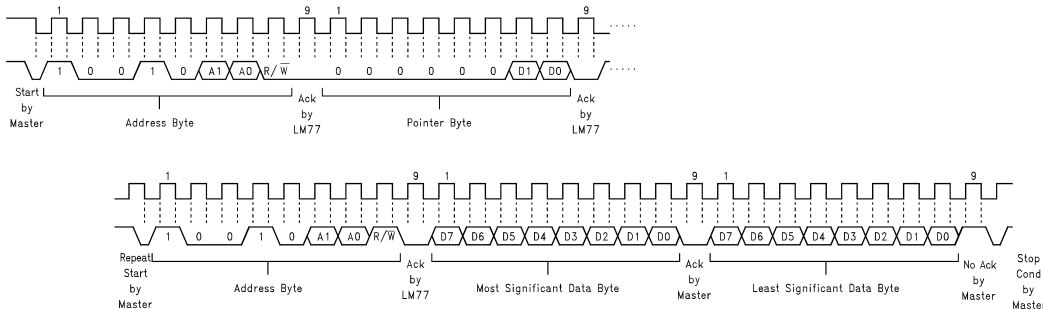 1 9 1 9
1 0 0 1 0 A1 A0 R/W̅ 0 0 0 0 0 0 D1 D0
Start
by
Master
Address Byte
Ack
by
LM77
Pointer Byte
Ack
by
LM77
1 9 1 9 1 9
1 0 0 1 0 A1 A0 R/W̅ D7 D6 D5 D4 D3 D2 D1 D0 D7 D6 D5 D4 D3 D2 D1 D0
Repeat
Start
by
Master
Address Byte
Ack
by
LM77
Most Significant Data Byte
Ack
by
Master
Least Significant Data Byte
No Ack
by
Master
Stop
Cond
by
Master